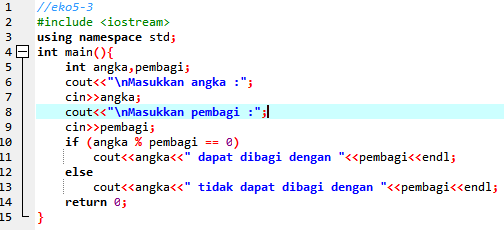 1 //eko5-3
2 #include <iostream>
3 using namespace std;
4 int main(){
5 int angka,pembagi;
6 cout<<"\nMasukkan angka :";
7 cin>>angka;
8 cout<<"\nMasukkan pembagi :";
9 cin>>pembagi;
10 if (angka % pembagi == 0)
11 cout<<angka<<" dapat dibagi dengan "<<pembagi<<endl;
12 else
13 cout<<angka<<" tidak dapat dibagi dengan "<<pembagi<<endl;
14 return 0;
15 }